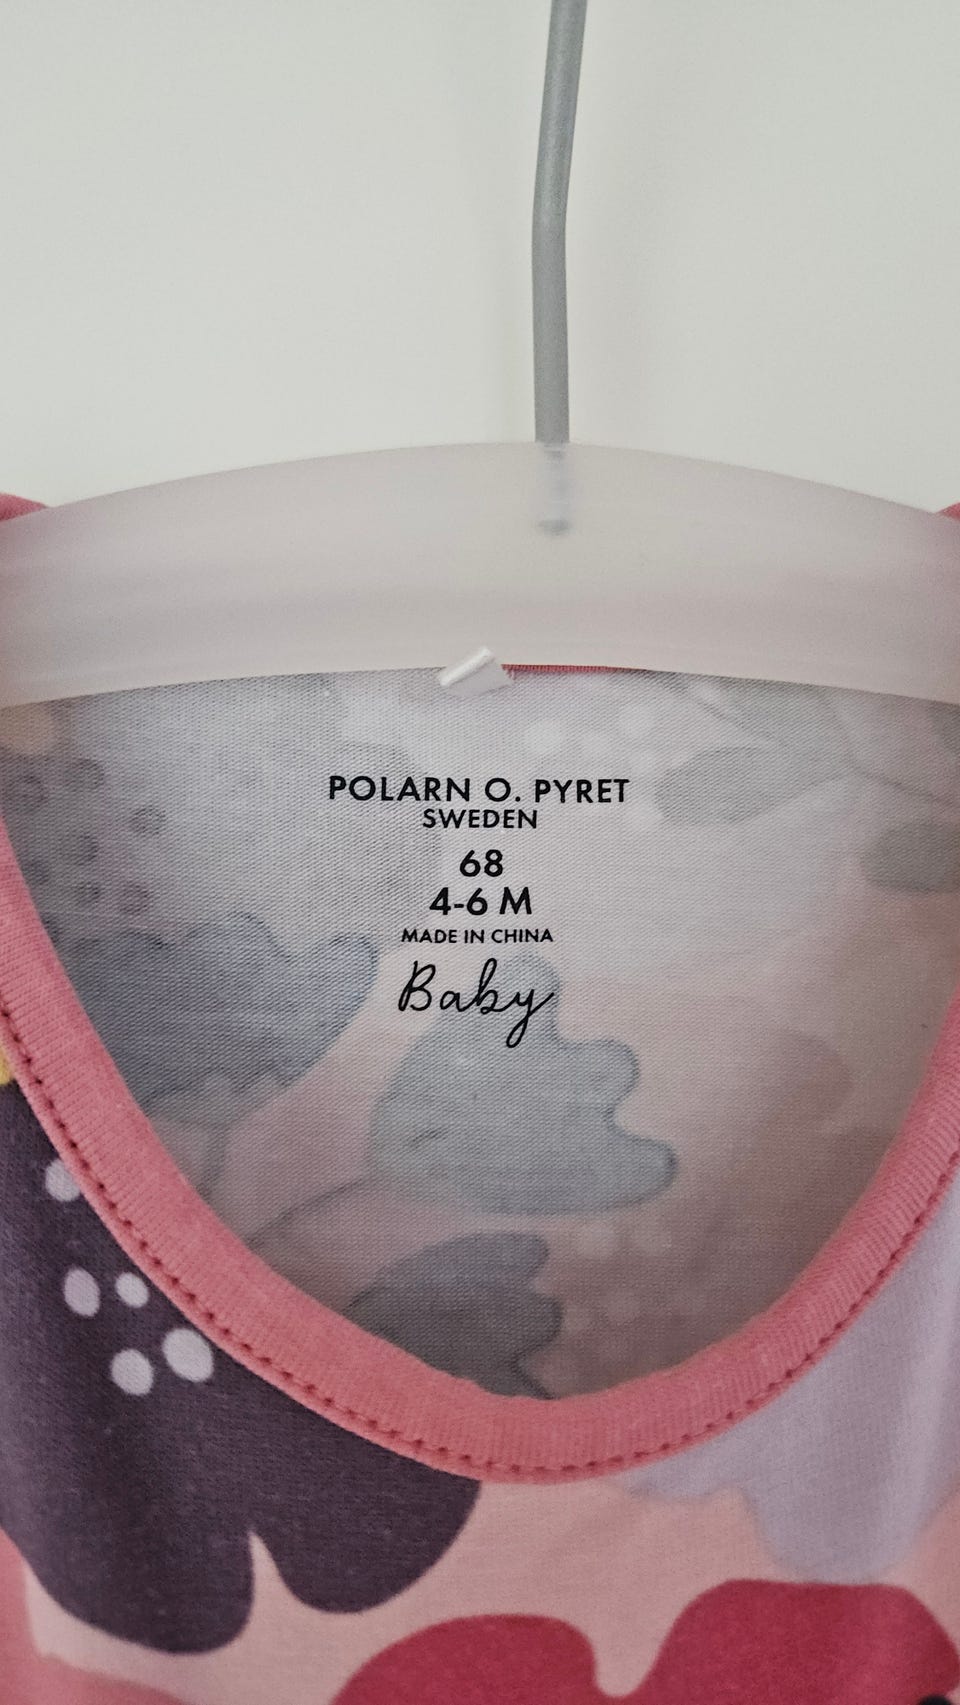 POLARN O. PYRET
SWEDEN
68
4-6 M
MADE IN CHINA
Baby